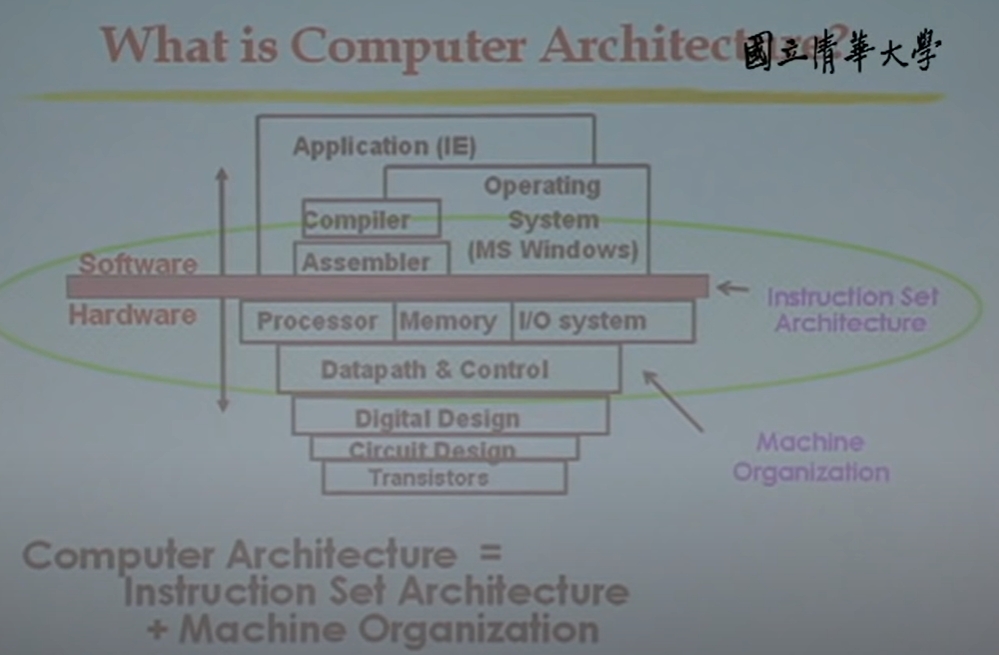 What is Computer Architecture?
國立清華大學
Application (IE)
Operating
System
(MS Windows)
Compiler
Assembler
Software
Hardware
Instruction Set
Architecture
Processor
Memory
I/O system
Datapath & Control
Digital Design
Circuit Design
Transistors
Machine
Organization
Computer Architecture =
Instruction Set Architecture
+ Machine Organization